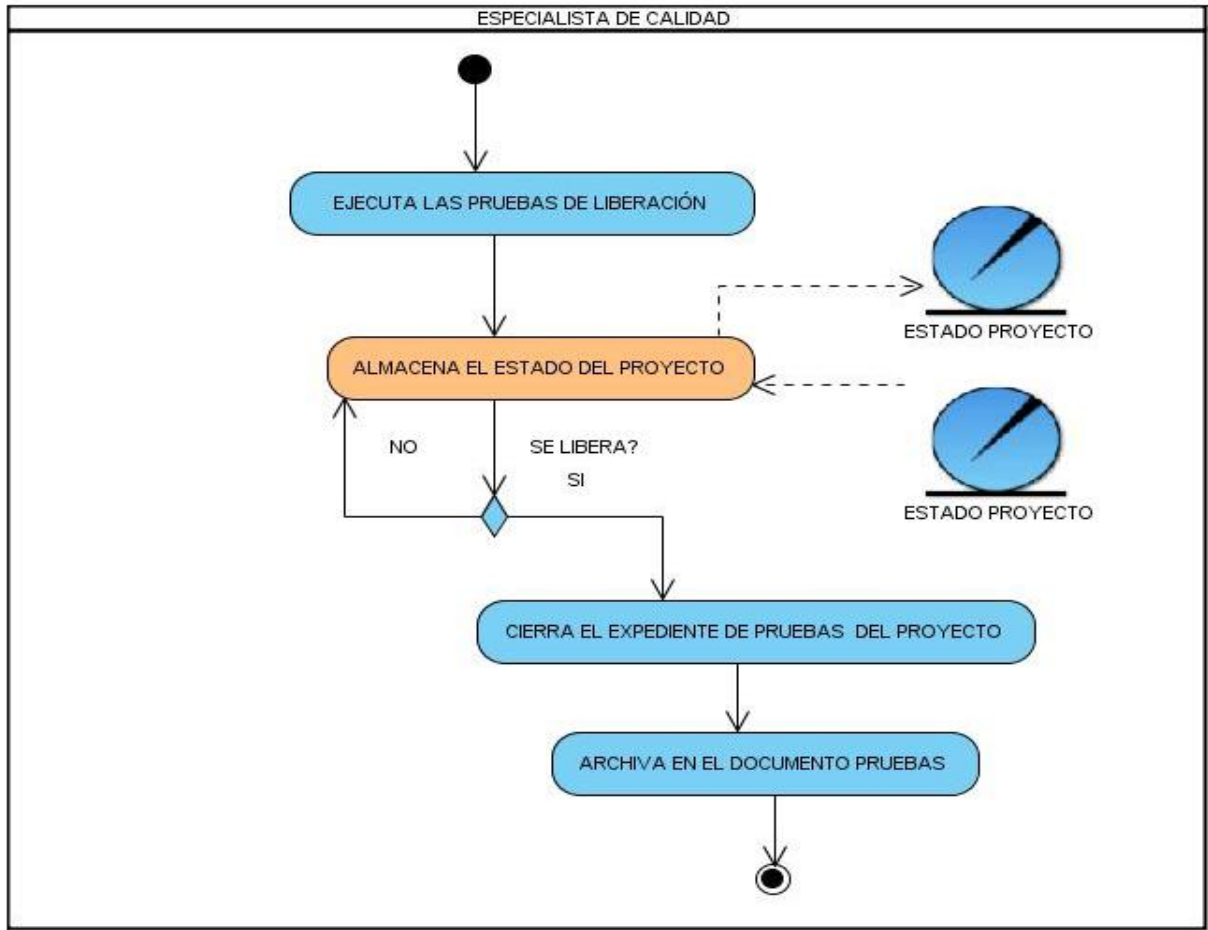 ESPECIALISTA DE CALIDAD
EJECUTA LAS PRUEBAS DE LIBERACIÓN
ESTADO PROYECTO
ALMACENA EL ESTADO DEL PROYECTO
NO
SE LIBERA?
SI
ESTADO PROYECTO
CIERRA EL EXPEDIENTE DE PRUEBAS  DEL PROYECTO
ARCHIVA EN EL DOCUMENTO PRUEBAS